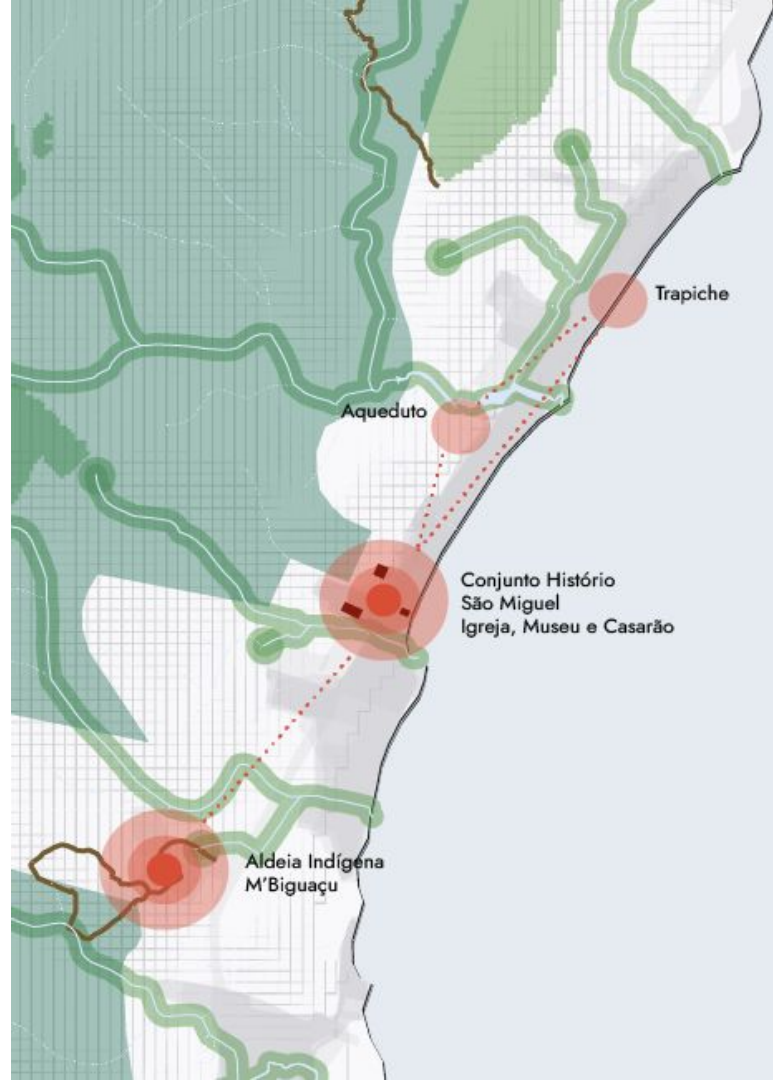 Trapiche
Aqueduto
Conjunto Histório
São Miguel
Igreja, Museu e Casarão
Aldeia Indígena
M'Biguaçu